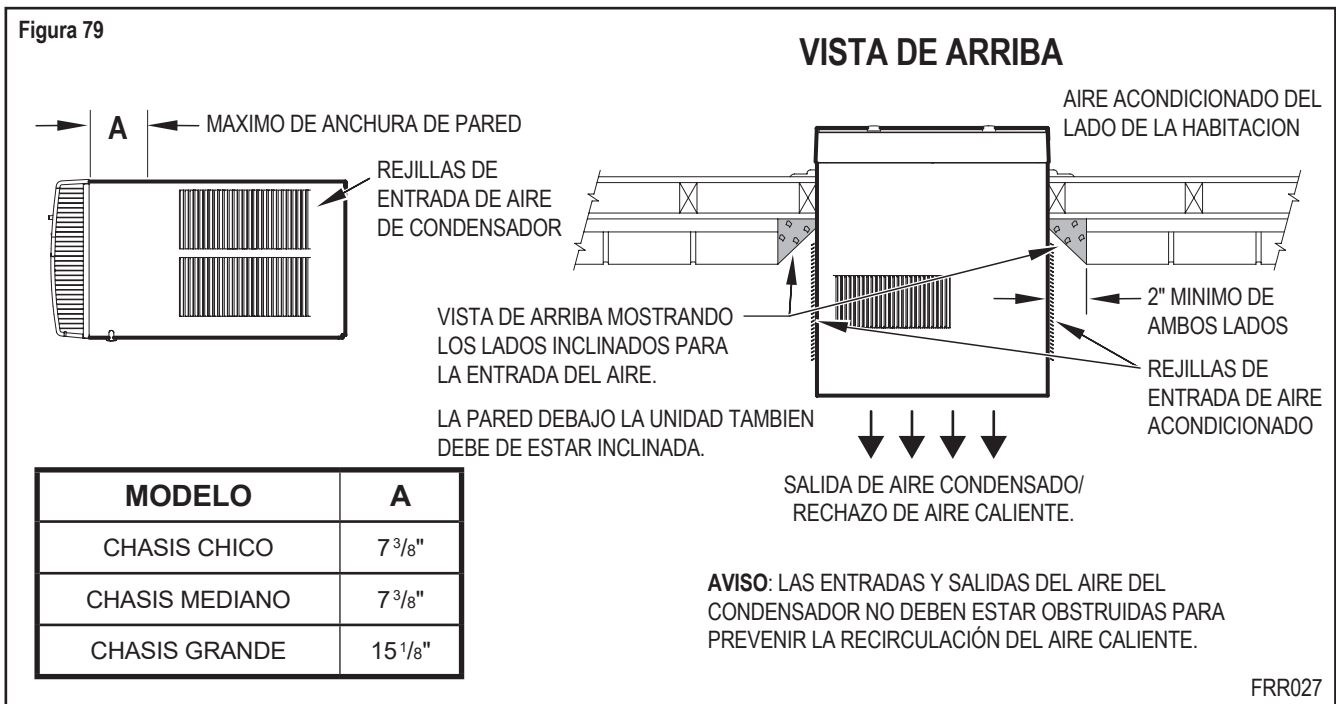 Figura 79
VISTA DE ARRIBA
A
MAXIMO DE ANCHURA DE PARED
REJILLAS DE
ENTRADA DE AIRE
DE CONDENSADOR
AIRE ACONDICIONADO DEL
LADO DE LA HABITACION
VISTA DE ARRIBA MOSTRANDO
LOS LADOS INCLINADOS PARA
LA ENTRADA DEL AIRE.
LA PARED DEBAJO LA UNIDAD TAMBIEN
DEBE DE ESTAR INCLINADA.
2" MINIMO DE
AMBOS LADOS
REJILLAS DE
ENTRADA DE AIRE
ACONDICIONADO
SALIDA DE AIRE CONDENSADO/
RECHAZO DE AIRE CALIENTE.
MODELO A
CHASIS CHICO 7 3/8"
CHASIS MEDIANO 7 3/8"
CHASIS GRANDE 15 1/8"
AVISO: LAS ENTRADAS Y SALIDAS DEL AIRE DEL
CONDENSADOR NO DEBEN ESTAR OBSTRUIDAS PARA
PREVENIR LA RECIRCULACIÓN DEL AIRE CALIENTE.
FRR027